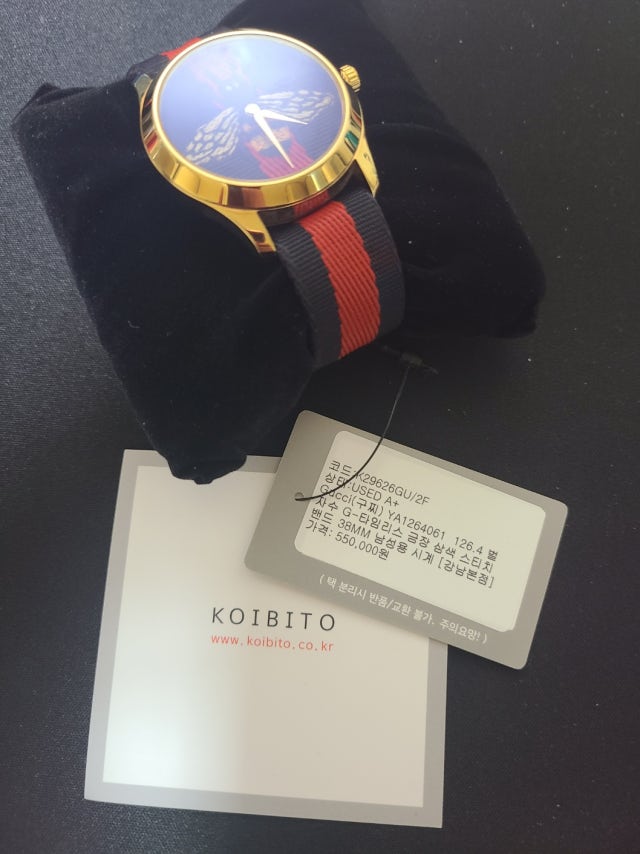 코드:K29626GU/2F
상태:USED A+
Gucci(구찌) YA1264061 126.4 뱀
자수 G-타임리스 금장 삼색 스티치
밴드 38MM 남성용 시계 [강남본점]
가격: 550,000원
( 택 분리시 반품/교환 불가. 주의요망! )
KOIBITO
www.koibito.co.kr